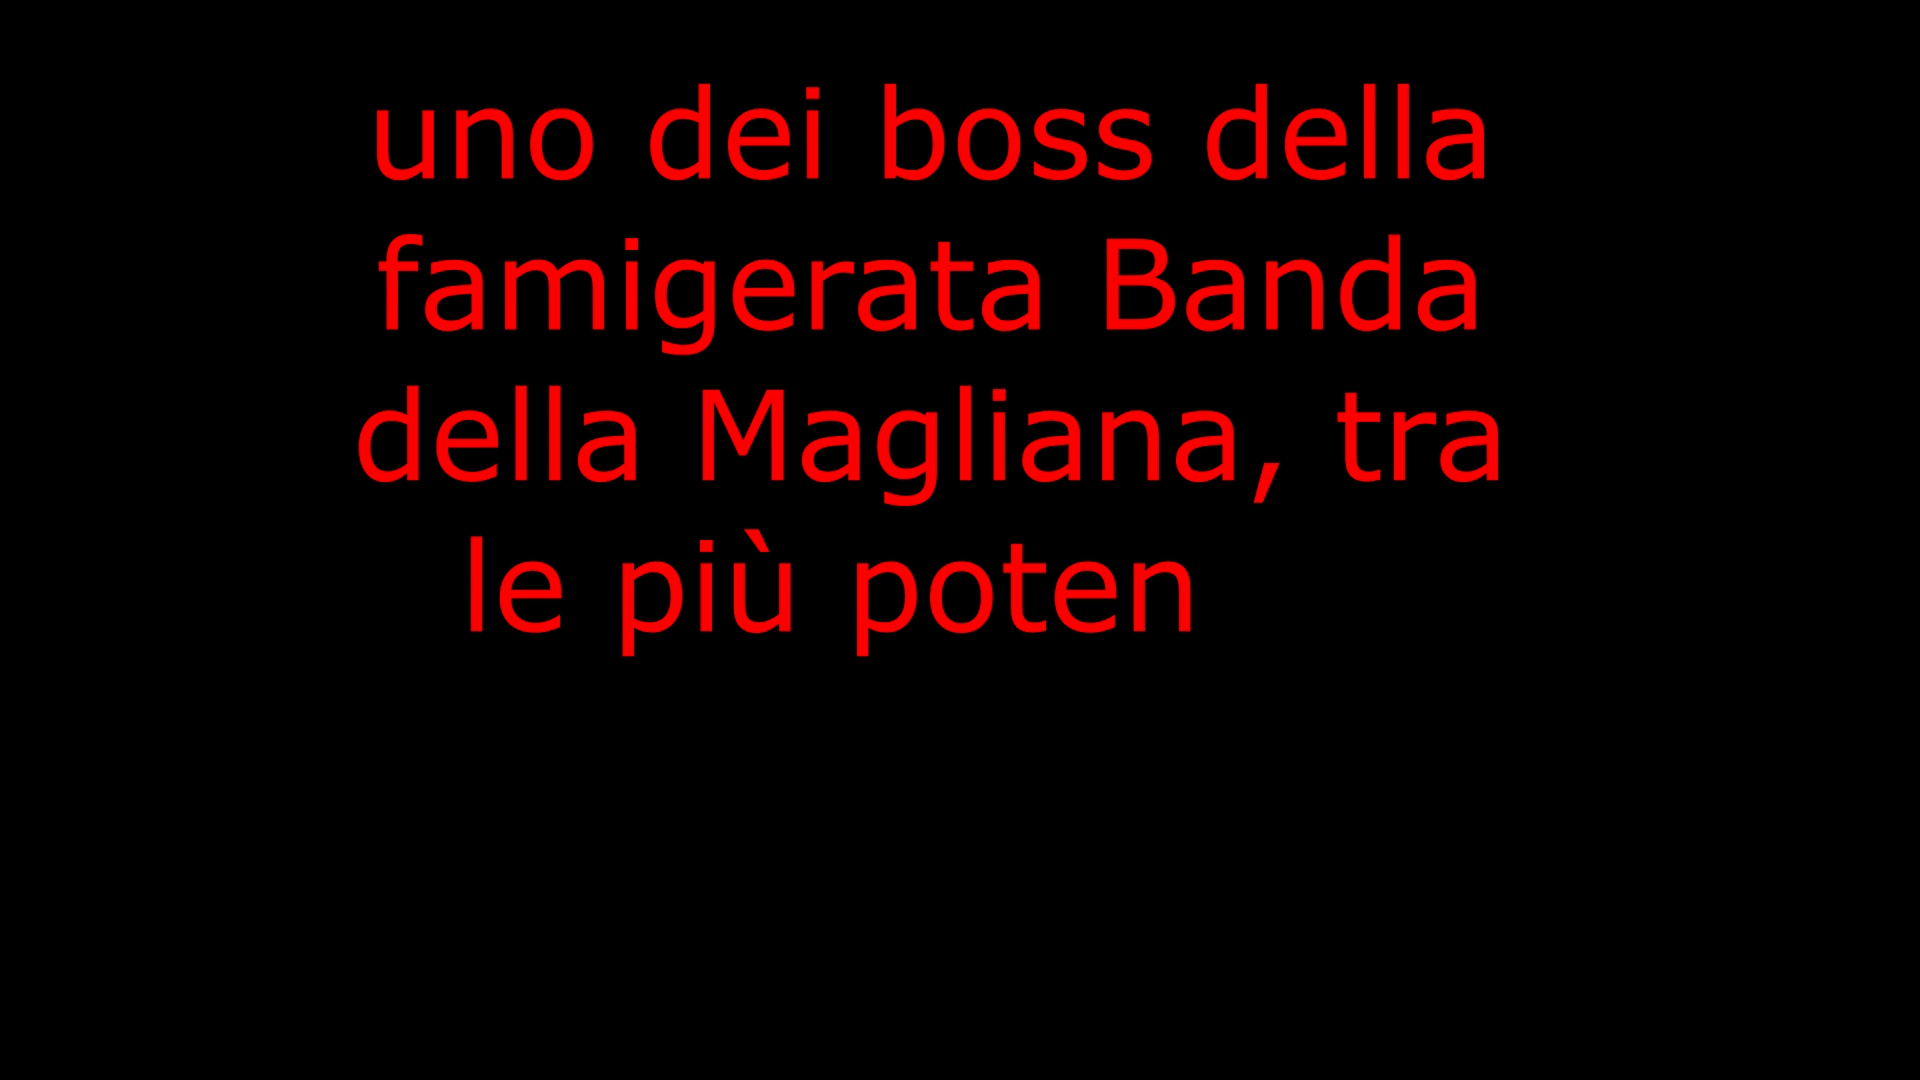 uno dei boss della
famigerata Banda
della Magliana, tra
le più poten